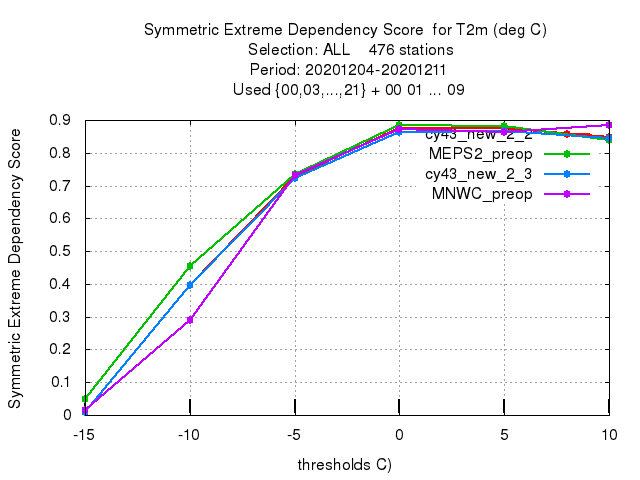 Symmetric Extreme Dependency Score for T2m (deg C)
Selection: ALL 476 stations
Period: 20201204-20201211
Used {00,03,...,21} + 00 01 ... 09
Symmetric Extreme Dependency Score
0.9
0.8
0.7
0.6
0.5
0.4
0.3
0.2
0.1
0
cy43_new_2_2
MEPS2_preop
cy43_new_2_3
MNWC_preop
-15 -10 -5 0 5 10
thresholds C)